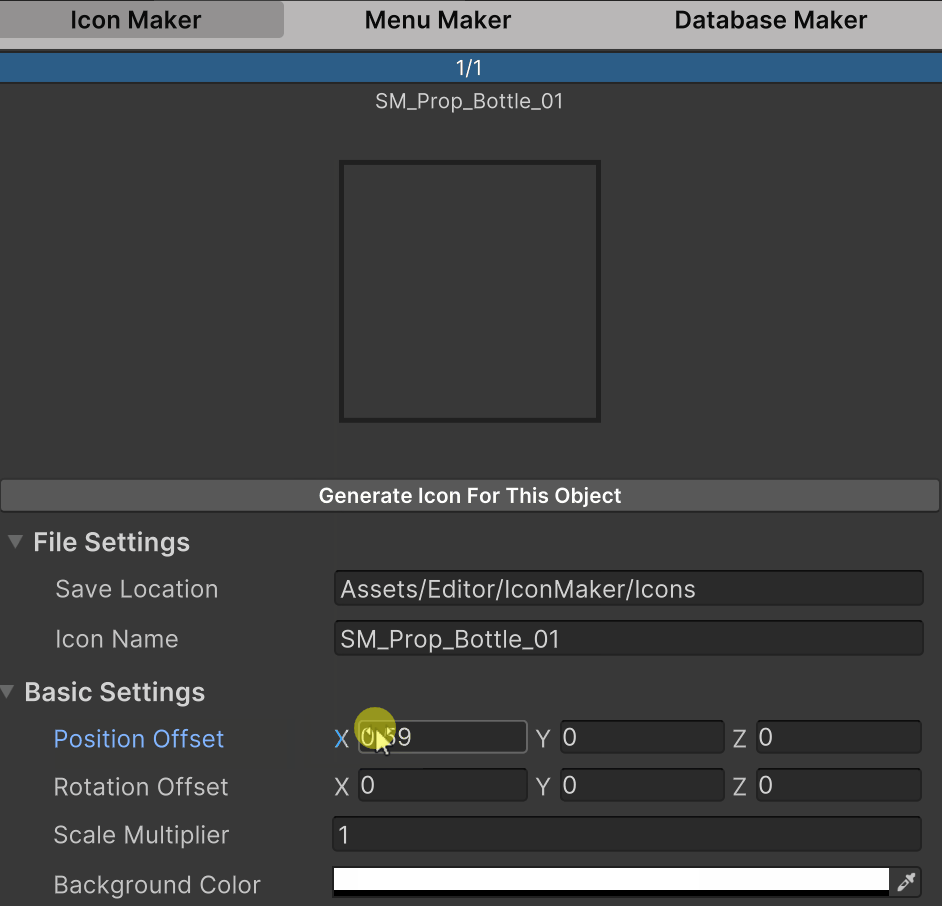 Icon Maker Menu Maker Database Maker
1/1
SM_Prop_Bottle_01
Generate Icon For This Object
File Settings
Save Location Assets/Editor/IconMaker/Icons
Icon Name SM_Prop_Bottle_01
Basic Settings
Position Offset X Y 0 Z 0
Rotation Offset X 0 Y 0 Z 0
Scale Multiplier 1
Background Color